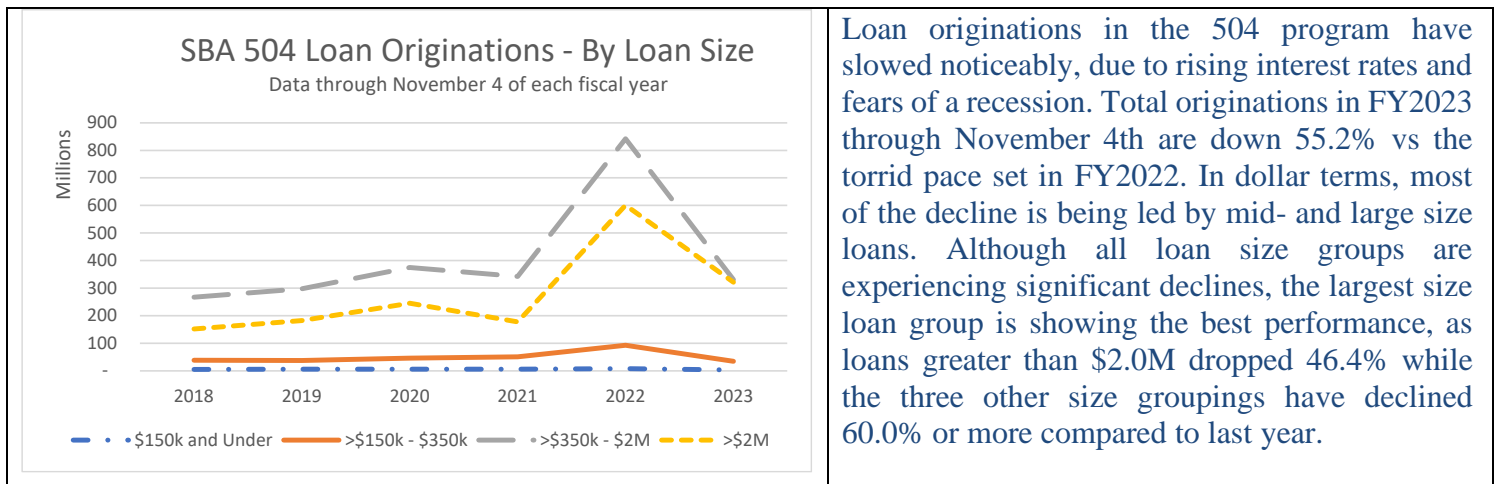 SBA 504 Loan Originations - By Loan Size
Data through November 4 of each fiscal year
Millions
900
800
700
600
500
400
300
200
100
-
2018 2019 2020 2021 2022 2023
$150k and Under >$150k - $350k >$350k - $2M >$2M
Loan originations in the 504 program have
slowed noticeably, due to rising interest rates and
fears of a recession. Total originations in FY2023
through November 4th are down 55.2% vs the
torrid pace set in FY2022. In dollar terms, most
of the decline is being led by mid- and large size
loans. Although all loan size groups are
experiencing significant declines, the largest size
loan group is showing the best performance, as
loans greater than $2.0M dropped 46.4% while
the three other size groupings have declined
60.0% or more compared to last year.